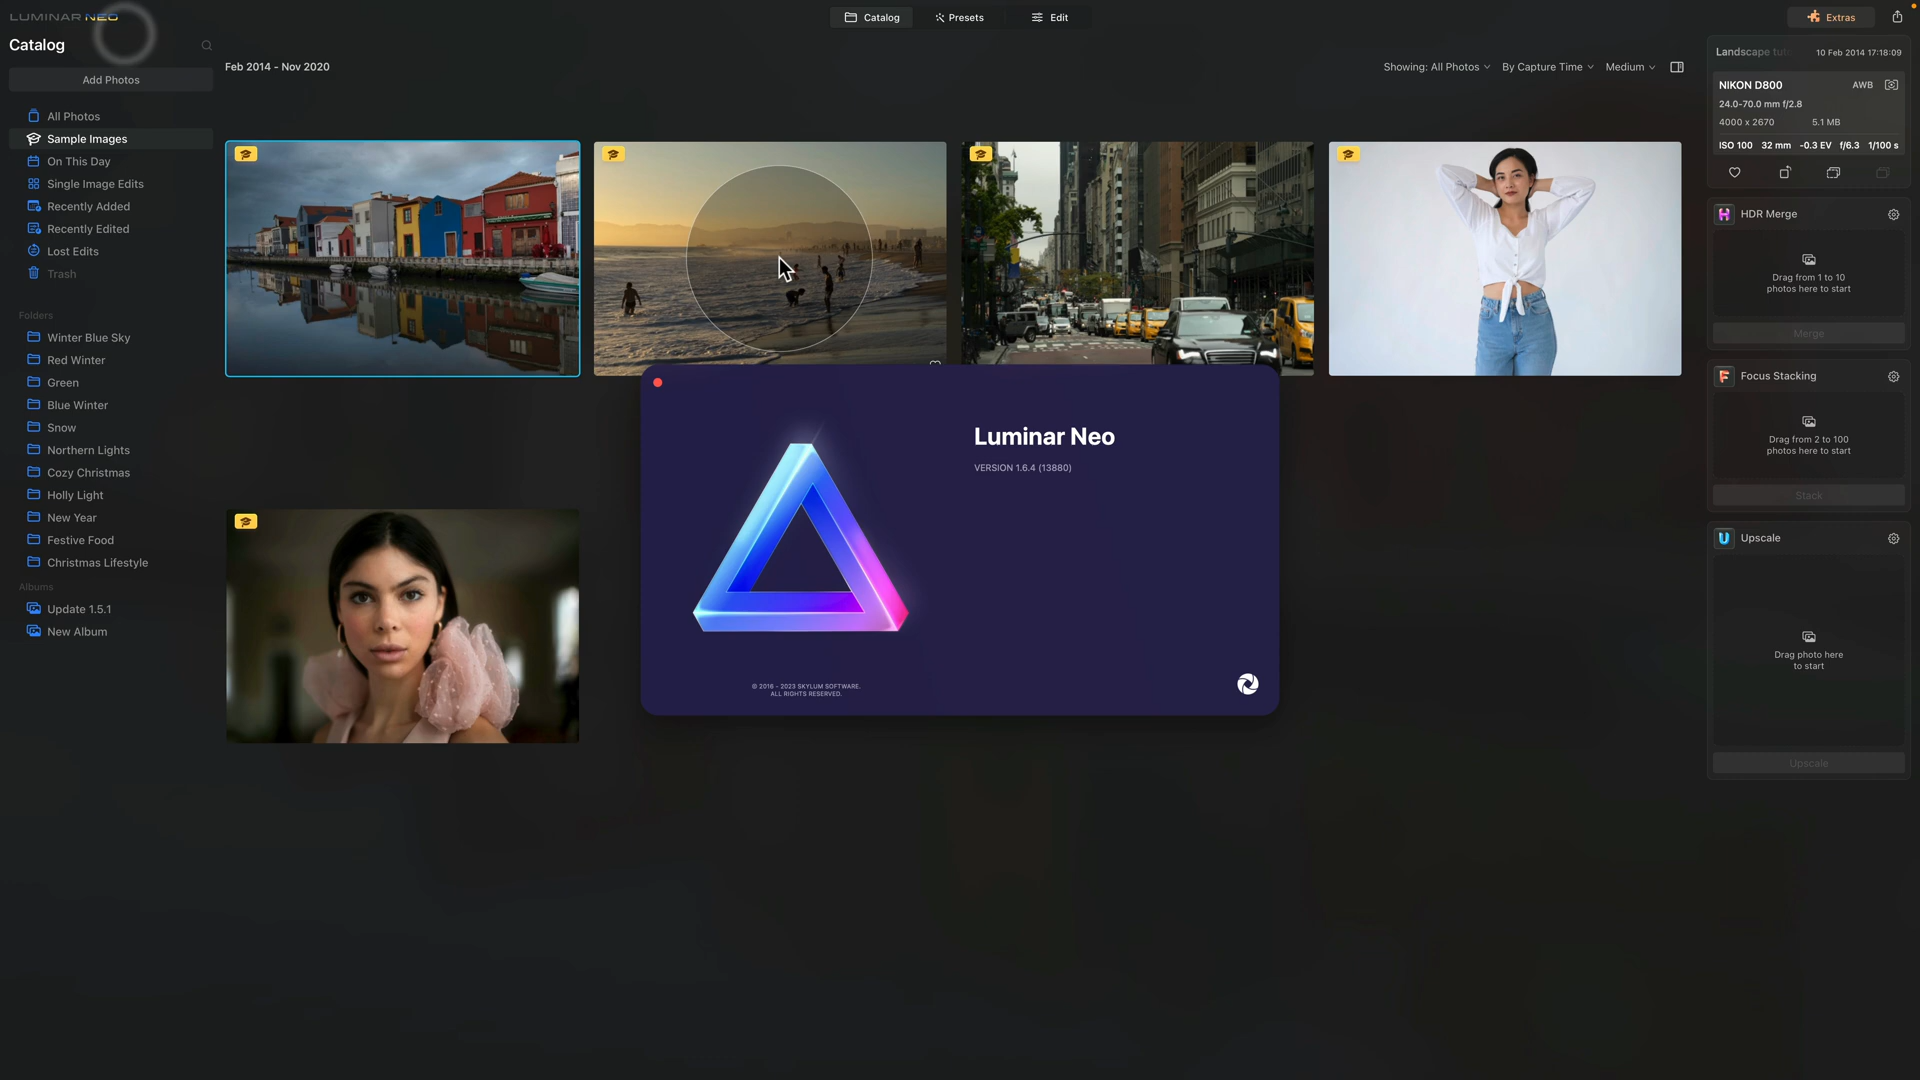 LUMINAR NEO
Catalog
Presets
Edit
Extras
Catalog
Add Photos
All Photos
Sample Images
On This Day
Single Image Edits
Recently Added
Recently Edited
Lost Edits
Trash
Folders
Winter Blue Sky
Red Winter
Green
Blue Winter
Snow
Northern Lights
Cozy Christmas
Holly Light
New Year
Festive Food
Christmas Lifestyle
Albums
Update 1.5.1
New Album
Feb 2014 - Nov 2020
Showing: All Photos
By Capture Time
Medium
Luminar Neo
VERSION 1.6.4 (13880)
© 2016 - 2023 SKYLUM SOFTWARE.
ALL RIGHTS RESERVED.
Landscape 10 Feb 2014 17:18:09
NIKON D800 AWB
24.0-70.0 mm f/2.8
4000 x 2670 5.1 MB
ISO 100 32 mm -0.3 EV f/6.3 1/100 s
HDR Merge
Drag from 1 to 10
photos here to start
Merge
Focus Stacking
Drag from 2 to 100
photos here to start
Stack
Upscale
Drag photo here
to start
Upscale